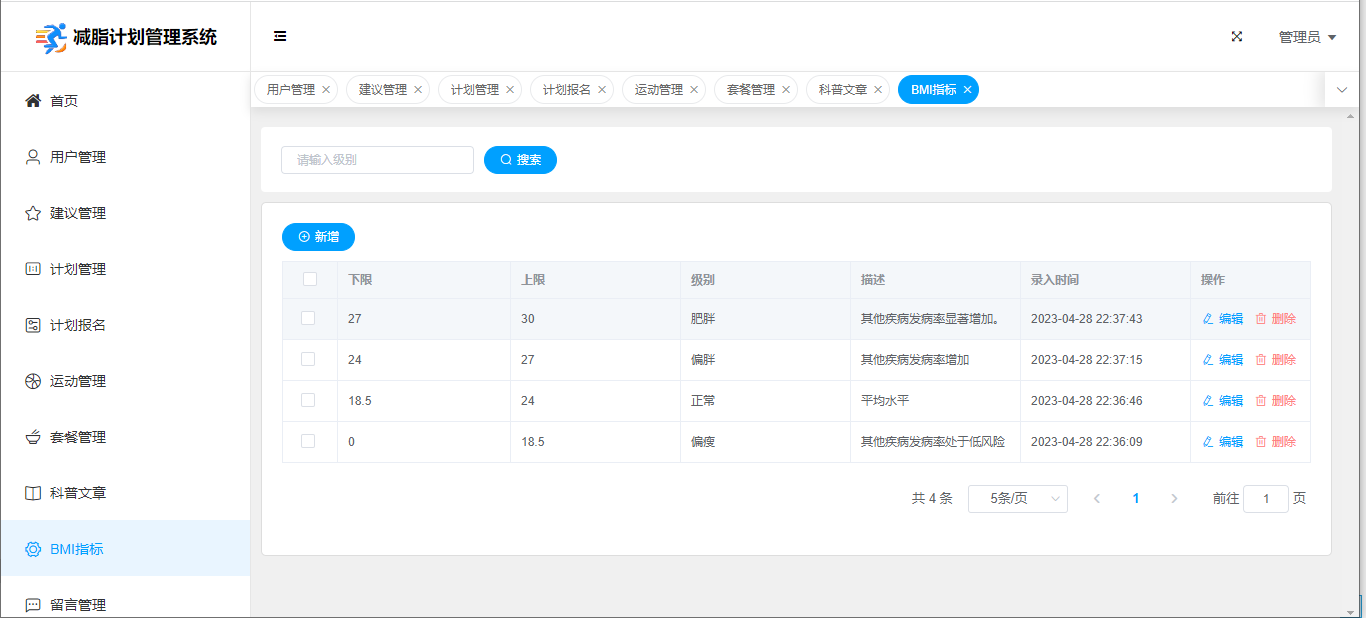 减脂计划管理系统
管理员
首页
用户管理
建议管理
计划管理
计划报名
运动管理
套餐管理
科普文章
BMI指标
留言管理
用户管理 建议管理 计划管理 计划报名 运动管理 套餐管理 科普文章 BMI指标
请输入级别 搜索
新增
下限 上限 级别 描述 录入时间 操作
27 30 肥胖 其他疾病发病率显著增加。 2023-04-28 22:37:43 编辑 删除
24 27 偏胖 其他疾病发病率增加 2023-04-28 22:37:15 编辑 删除
18.5 24 正常 平均水平 2023-04-28 22:36:46 编辑 删除
0 18.5 偏瘦 其他疾病发病率处于低风险 2023-04-28 22:36:09 编辑 删除
共 4 条 5条/页 1 前往 1 页